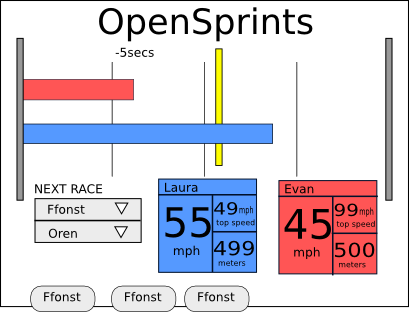 OpenSprints
-5secs
NEXT RACE
Ffonst
Oren
Laura
55
mph
49mph
top speed
499
meters
Evan
45
mph
99mph
top speed
500
meters
Ffonst
Ffonst
Ffonst